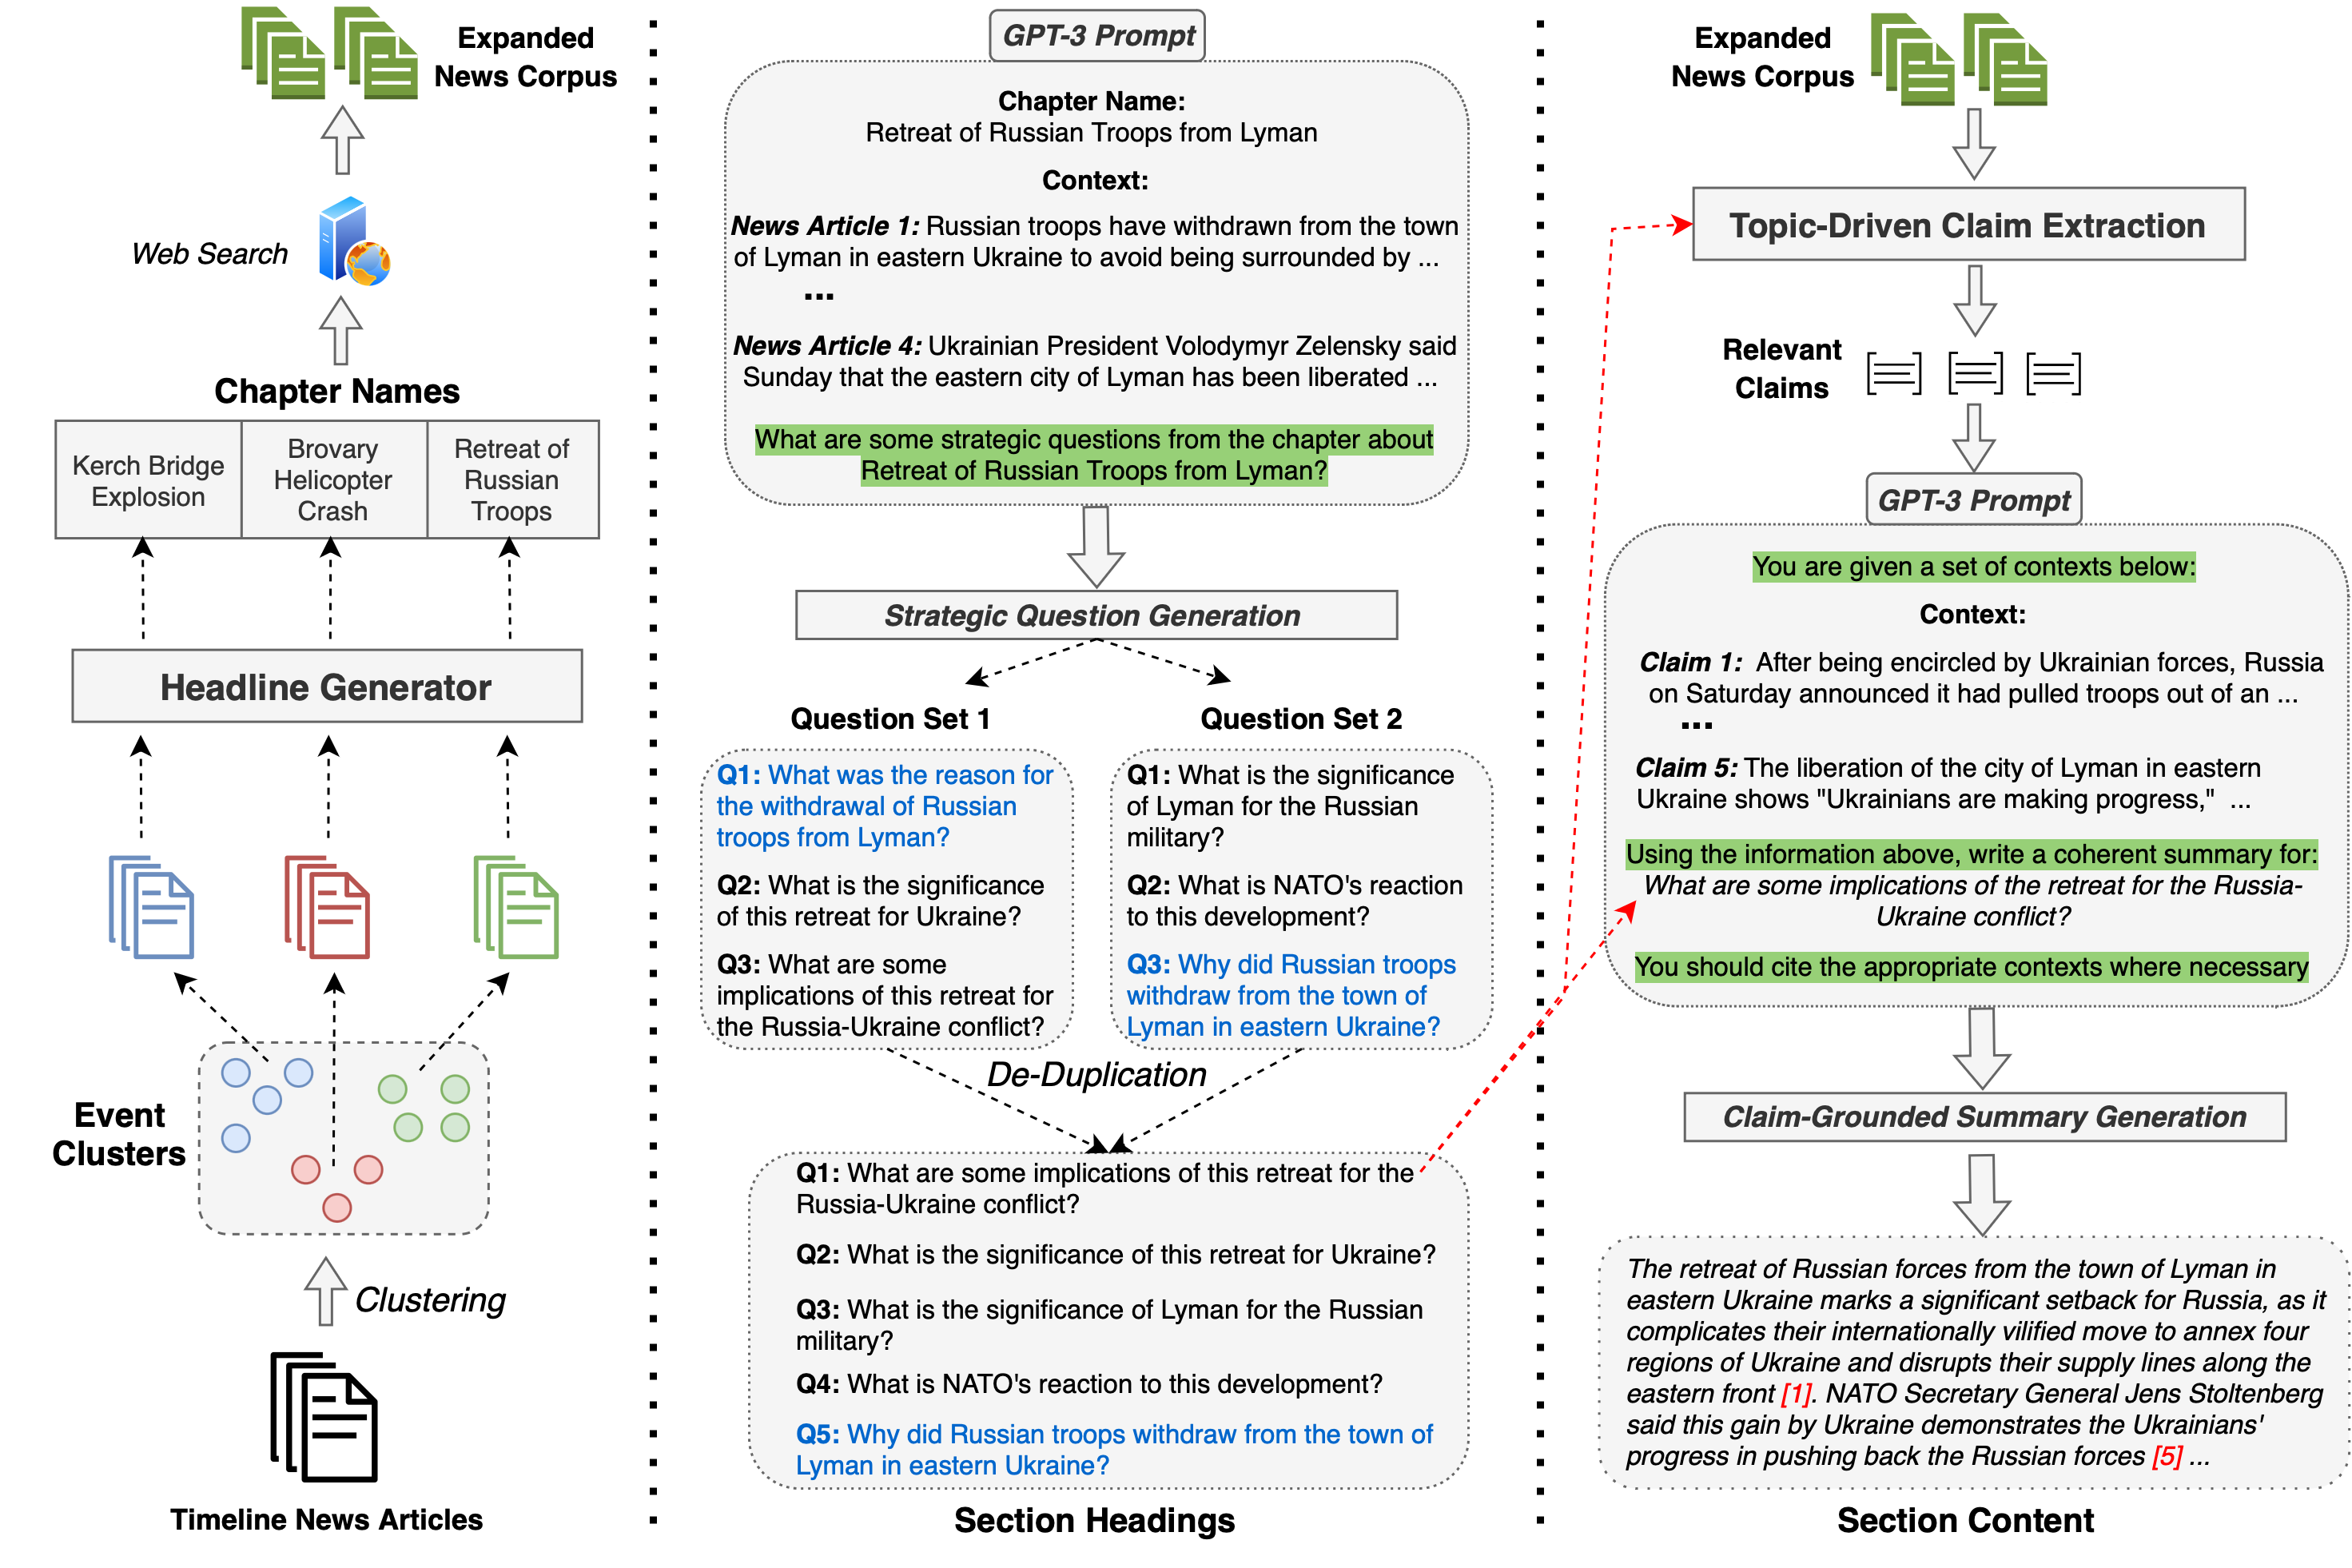 Expanded
News Corpus
Web Search
Chapter Names
Kerch Bridge
Explosion
Brovary
Helicopter
Crash
Retreat of
Russian
Troops
Headline Generator
Event
Clusters
Clustering
Timeline News Articles
GPT-3 Prompt
Chapter Name:
Retreat of Russian Troops from Lyman
Context:
News Article 1: Russian troops have withdrawn from the town
of Lyman in eastern Ukraine to avoid being surrounded by ...
...
News Article 4: Ukrainian President Volodymyr Zelensky said
Sunday that the eastern city of Lyman has been liberated ...
What are some strategic questions from the chapter about
Retreat of Russian Troops from Lyman?
Strategic Question Generation
Question Set 1
Q1: What was the reason for
the withdrawal of Russian
troops from Lyman?
Q2: What is the significance
of this retreat for Ukraine?
Q3: What are some
implications of this retreat for
the Russia-Ukraine conflict?
Question Set 2
Q1: What is the significance
of Lyman for the Russian
military?
Q2: What is NATO's reaction
to this development?
Q3: Why did Russian troops
withdraw from the town of
Lyman in eastern Ukraine?
De-Duplication
Q1: What are some implications of this retreat for the
Russia-Ukraine conflict?
Q2: What is the significance of this retreat for Ukraine?
Q3: What is the significance of Lyman for the Russian
military?
Q4: What is NATO's reaction to this development?
Q5: Why did Russian troops withdraw from the town of
Lyman in eastern Ukraine?
Section Headings
Expanded
News Corpus
Topic-Driven Claim Extraction
Relevant
Claims
GPT-3 Prompt
You are given a set of contexts below:
Context:
Claim 1: After being encircled by Ukrainian forces, Russia
on Saturday announced it had pulled troops out of an ...
...
Claim 5: The liberation of the city of Lyman in eastern
Ukraine shows "Ukrainians are making progress," ...
Using the information above, write a coherent summary for:
What are some implications of the retreat for the Russia-
Ukraine conflict?
You should cite the appropriate contexts where necessary
Claim-Grounded Summary Generation
The retreat of Russian forces from the town of Lyman in
eastern Ukraine marks a significant setback for Russia, as it
complicates their internationally vilified move to annex four
regions of Ukraine and disrupts their supply lines along the
eastern front [1]. NATO Secretary General Jens Stoltenberg
said this gain by Ukraine demonstrates the Ukrainians'
progress in pushing back the Russian forces [5] ...
Section Content